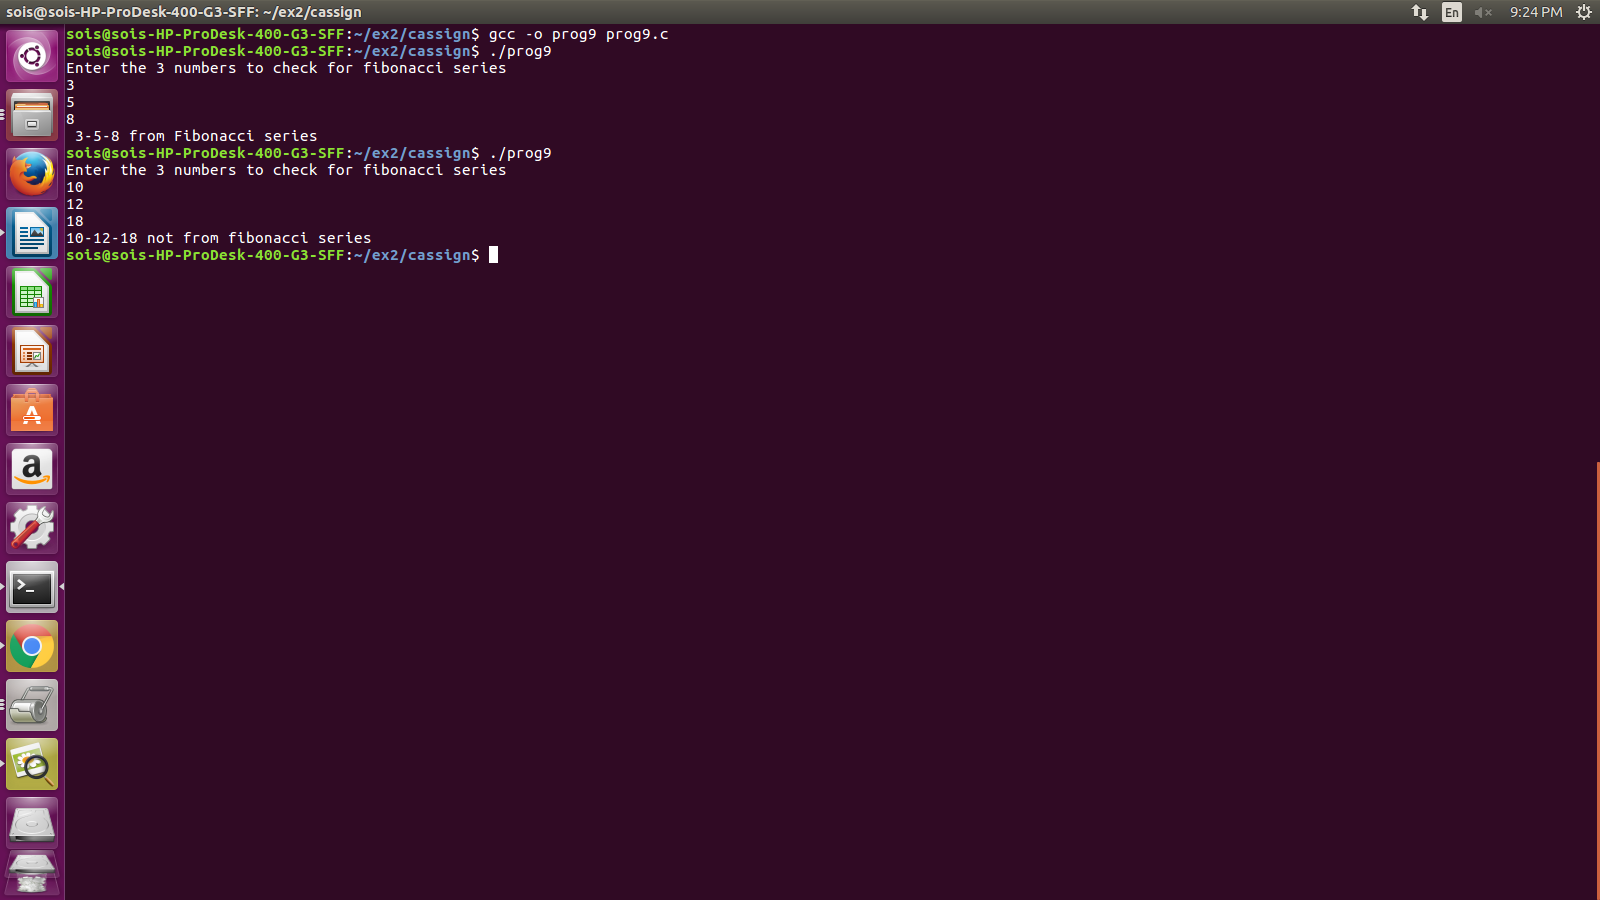 sois@sois-HP-ProDesk-400-G3-SFF: ~/ex2/cassign
En
9:24 PM
sois@sois-HP-ProDesk-400-G3-SFF:~/ex2/cassign$ gcc -o prog9 prog9.c
sois@sois-HP-ProDesk-400-G3-SFF:~/ex2/cassign$ ./prog9
Enter the 3 numbers to check for fibonacci series
3
5
8
 3-5-8 from Fibonacci series
sois@sois-HP-ProDesk-400-G3-SFF:~/ex2/cassign$ ./prog9
Enter the 3 numbers to check for fibonacci series
10
12
18
10-12-18 not from fibonacci series
sois@sois-HP-ProDesk-400-G3-SFF:~/ex2/cassign$